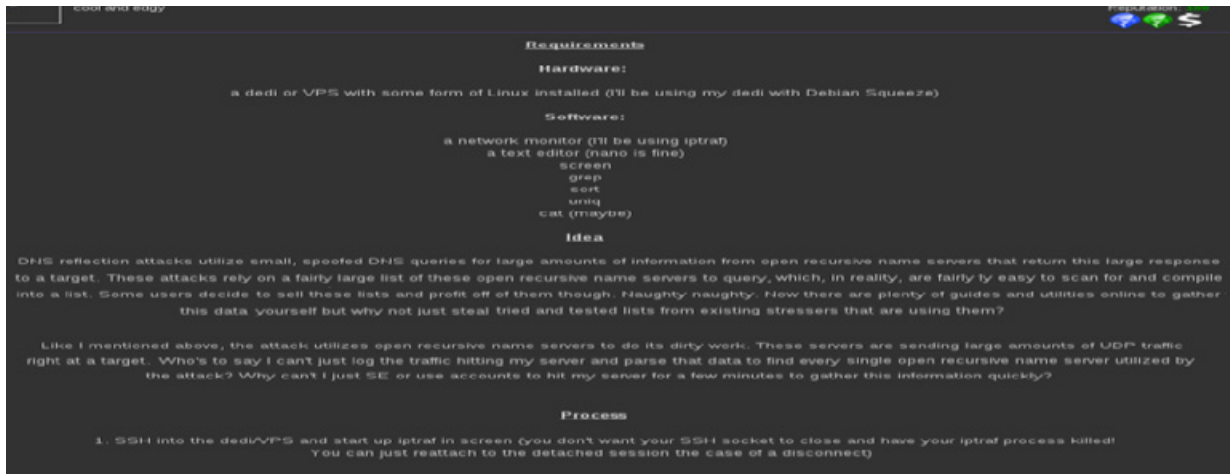 cool and edgy
Reputation:
Requirements
Hardware:
a dedi or VPS with some form of Linux installed (I'll be using my dedi with Debian Squeeze)
Software:
a network monitor (I'll be using iptraf)
a text editor (nano is fine)
screen
grep
sort
uniq
cat (maybe)
Idea
DNS reflection attacks utilize small, spoofed DNS queries for large amounts of information from open recursive name servers that return this large response
to a target. These attacks rely on a fairly large list of these open recursive name servers to query, which, in reality, are fairly ly easy to scan for and compile
into a list. Some users decide to sell these lists and profit off of them though. Naughty naughty. Now there are plenty of guides and utilities online to gather
this data yourself but why not just steal tried and tested lists from existing stressers that are using them?
Like I mentioned above, the attack utilizes open recursive name servers to do its dirty work. These servers are sending large amounts of UDP traffic
right at a target. Who's to say I can't just log the traffic hitting my server and parse that data to find every single open recursive name server utilized by
the attack? Why can't I just SE or use accounts to hit my server for a few minutes to gather this information quickly?
Process
1. SSH into the dedi/VPS and start up iptraf in screen (you don't want your SSH socket to close and have your iptraf process killed!
You can just reattach to the detached session the case of a disconnect)